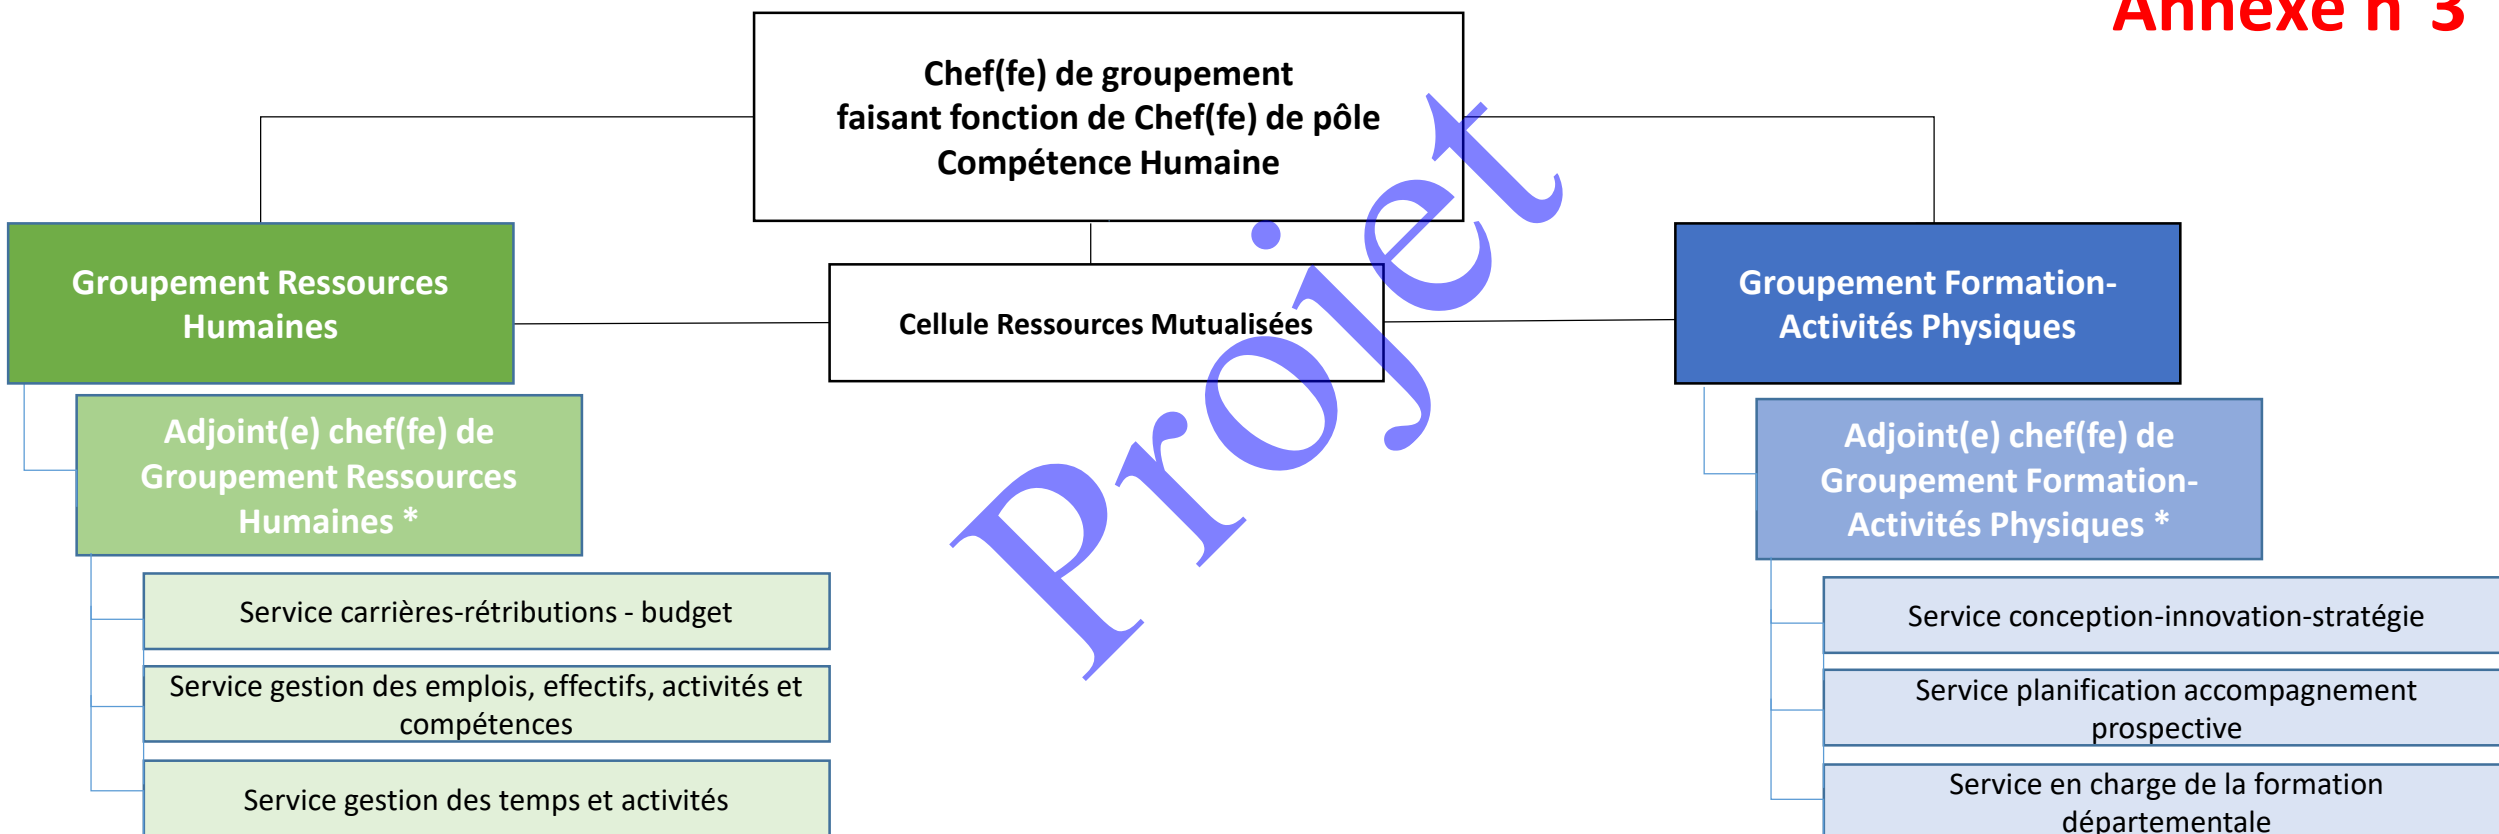 Annexe n°3
Chef(fe) de groupement
faisant fonction de Chef(fe) de pôle
Compétence Humaine
Groupement Ressources
Humaines
Cellule Ressources Mutualisées
Groupement Formation-
Activités Physiques
Adjoint(e) chef(fe) de
Groupement Ressources
Humaines *
Adjoint(e) chef(fe) de
Groupement Formation-
Activités Physiques *
Service carrières-rétributions - budget
Service gestion des emplois, effectifs, activités et
compétences
Service gestion des temps et activités
Service conception-innovation-stratégie
Service planification accompagnement
prospective
Service en charge de la formation
départementale
Projet